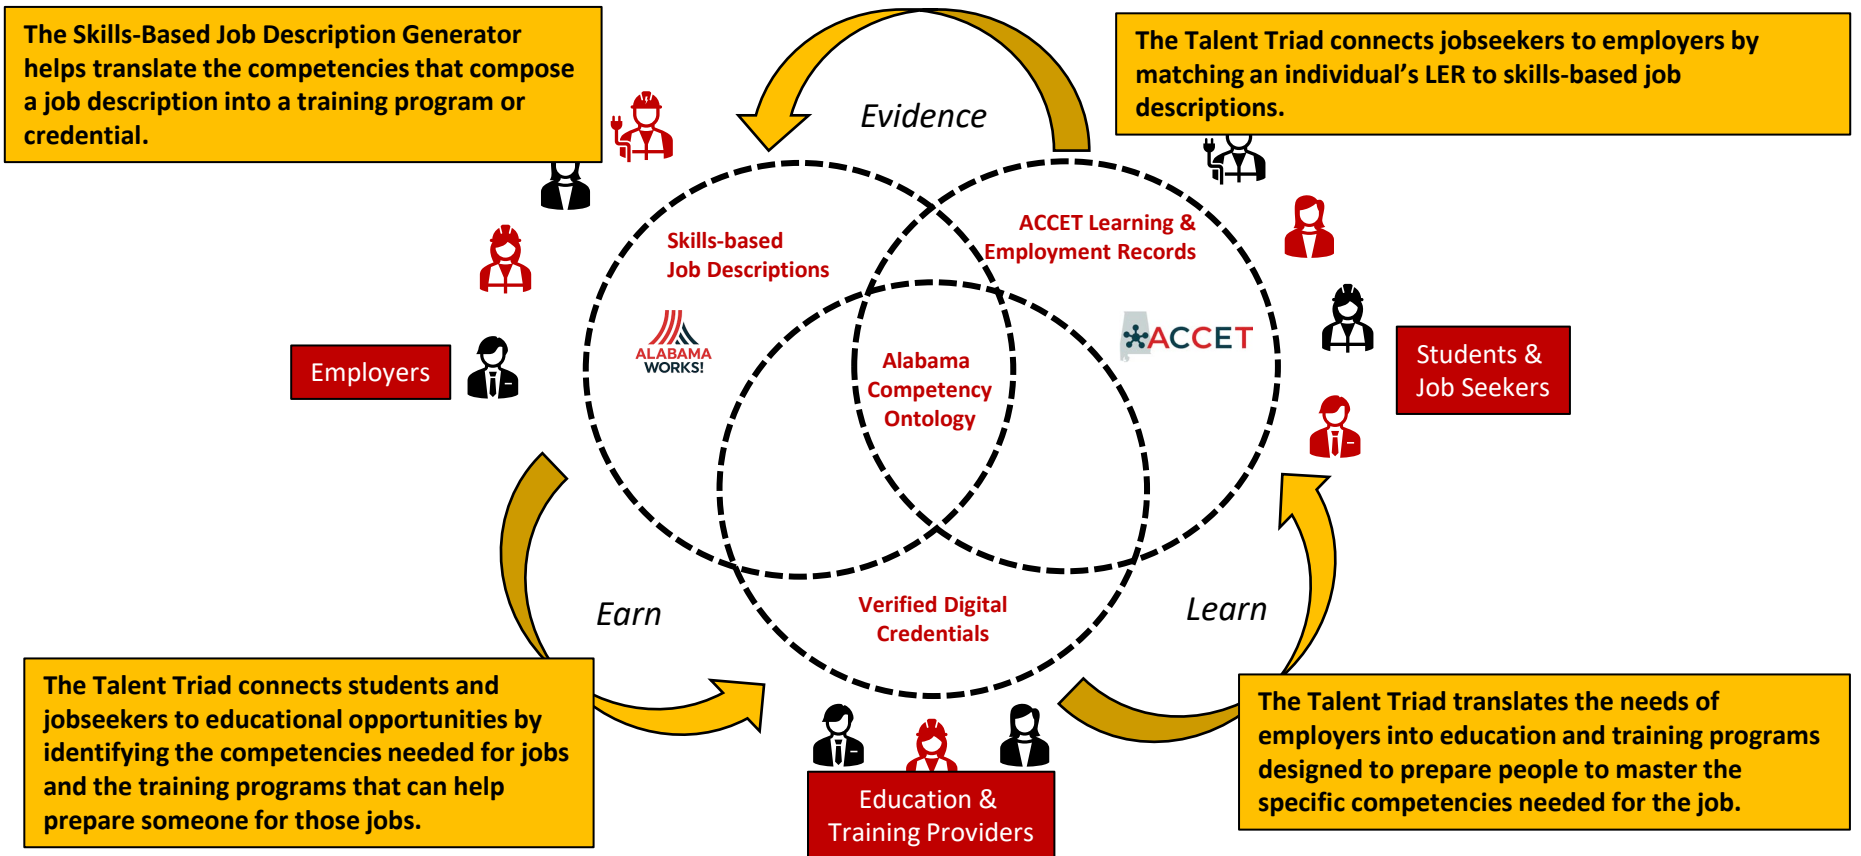 The Skills-Based Job Description Generator
helps translate the competencies that compose
a job description into a training program or
credential.
The Talent Triad connects jobseekers to employers by
matching an individual’s LER to skills-based job
descriptions.
Evidence
Skills-based
Job Descriptions
ACCET Learning &
Employment Records
ALABAMA
WORKS!
ACCET
Alabama
Competency
Ontology
Employers
Students &
Job Seekers
Earn
Verified Digital
Credentials
Learn
The Talent Triad connects students and
jobseekers to educational opportunities by
identifying the competencies needed for jobs
and the training programs that can help
prepare someone for those jobs.
Education &
Training Providers
The Talent Triad translates the needs of
employers into education and training programs
designed to prepare people to master the
specific competencies needed for the job.